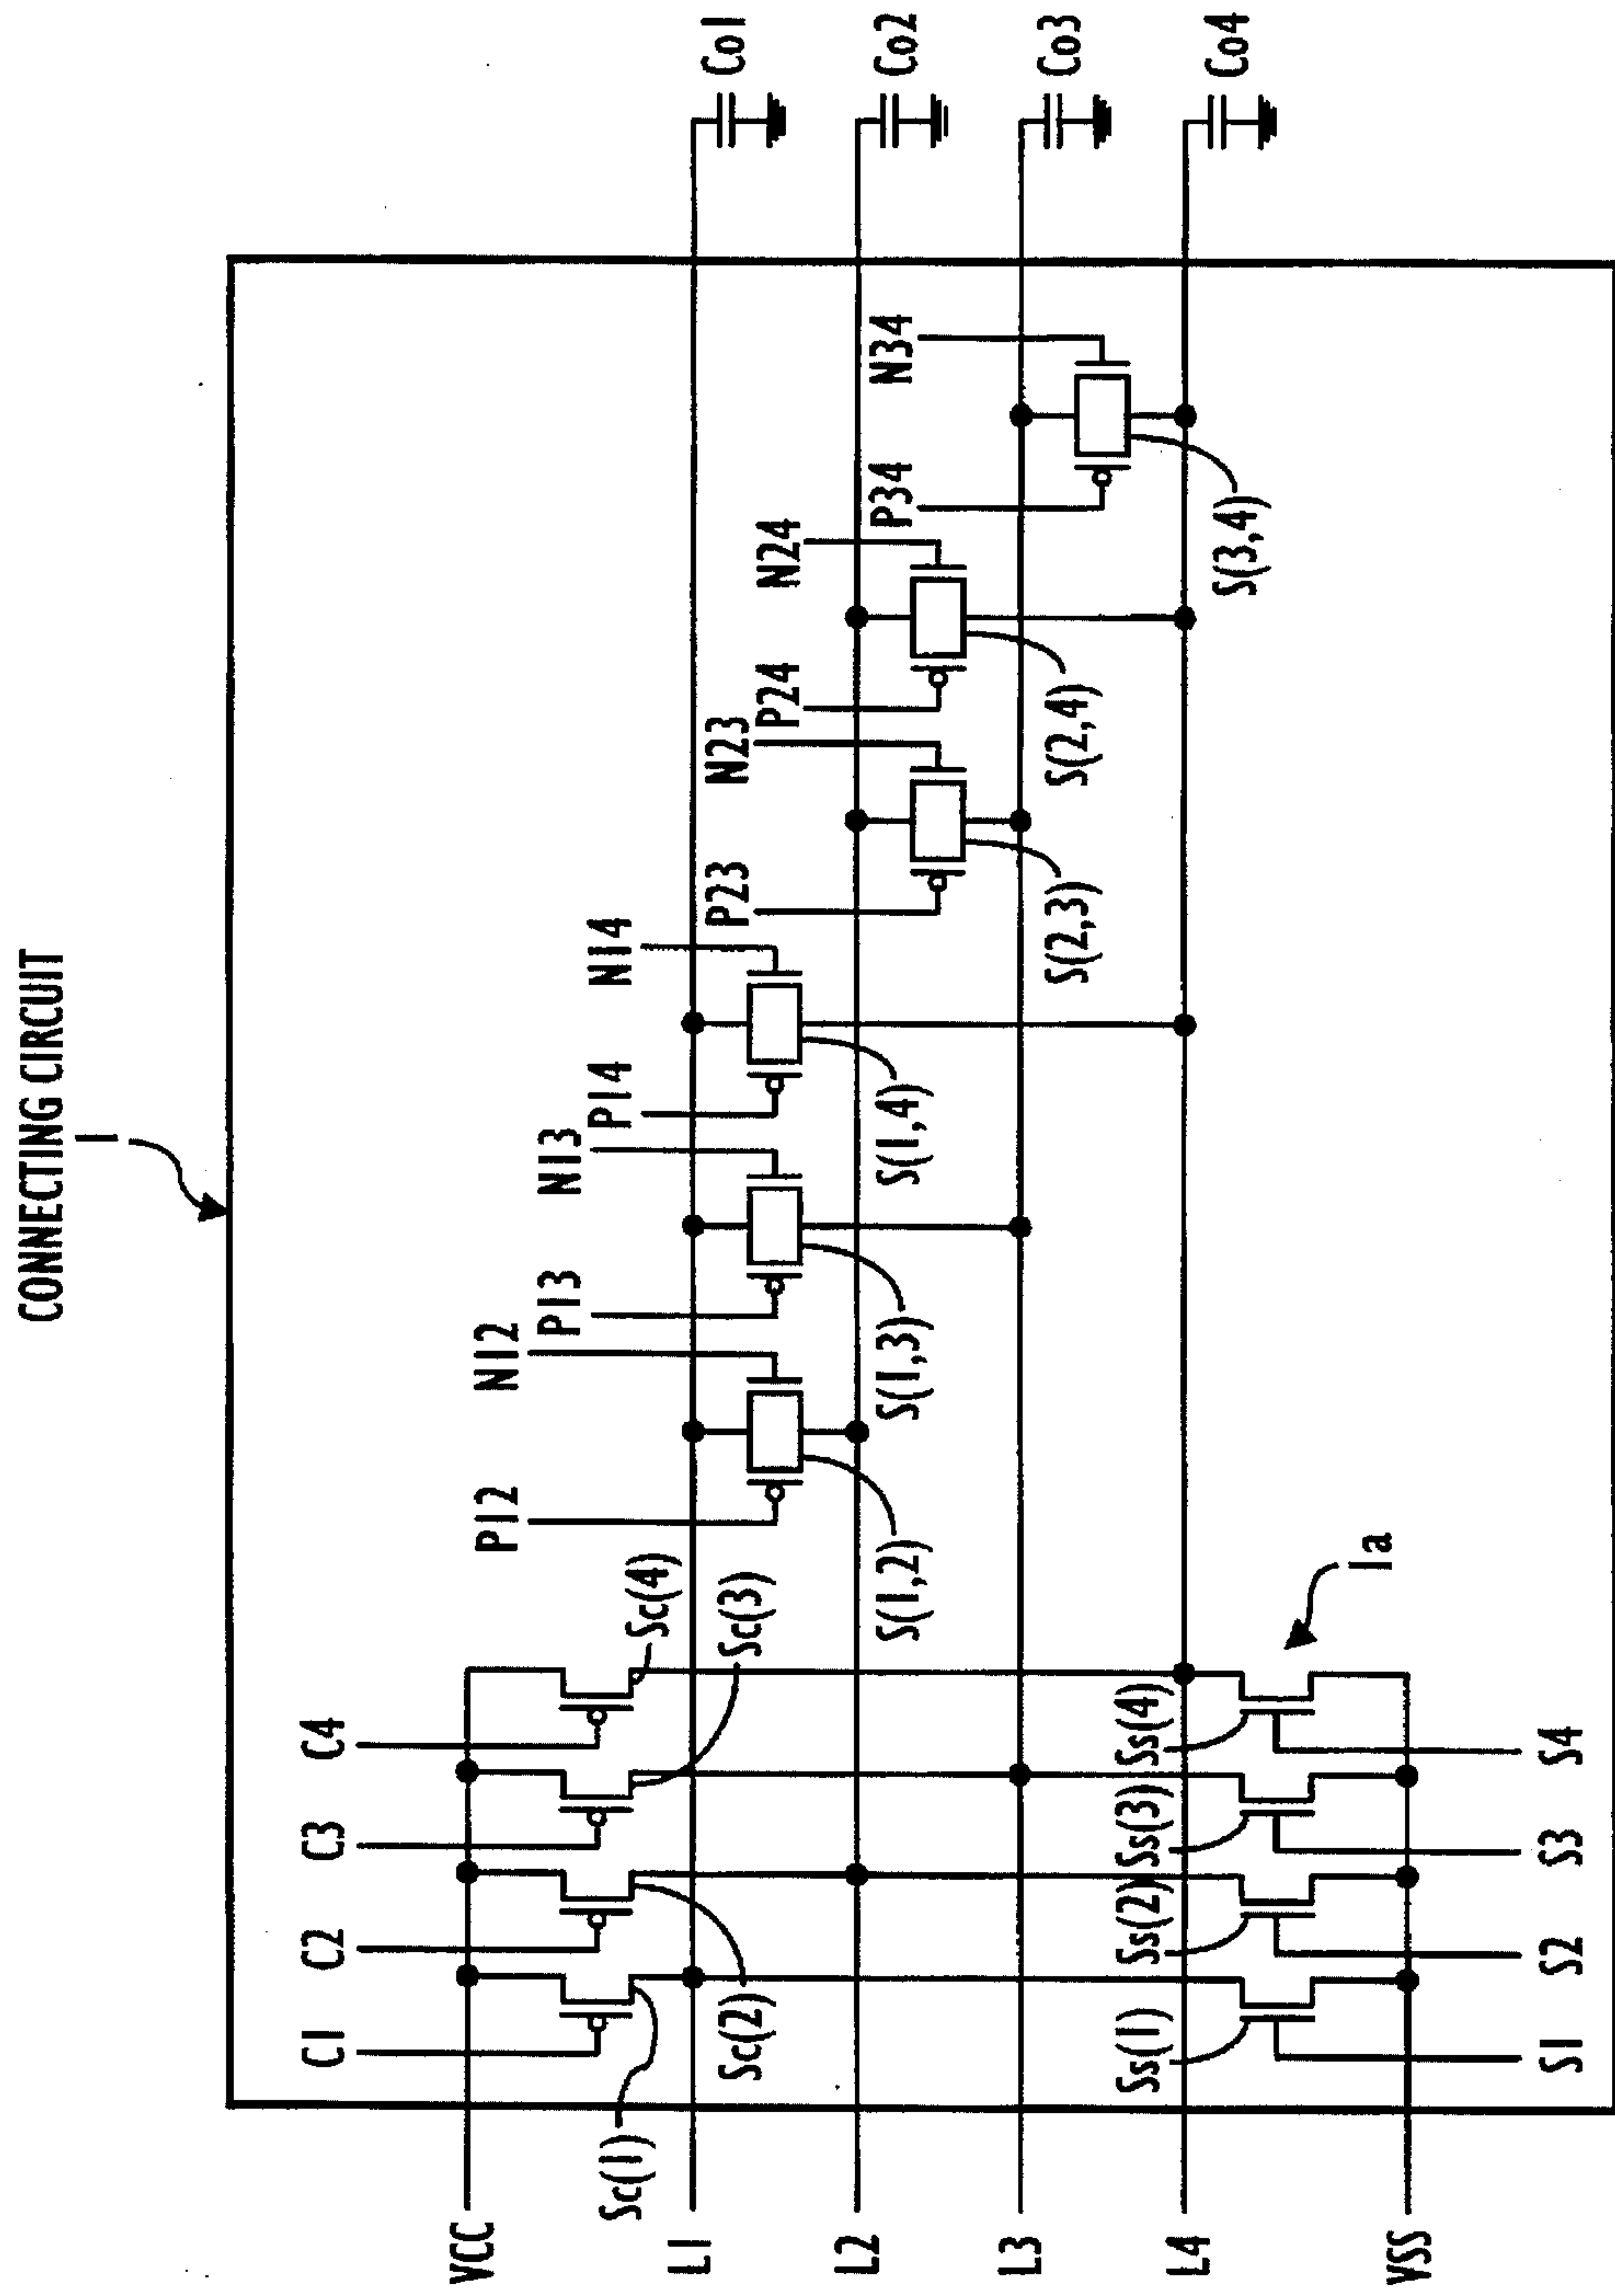 CONNECTING CIRCUIT
1
C1 C2 C3 C4
VCC
Sc(1) Sc(2) Sc(3) Sc(4)
P12 N12
P13 N13
P14 N14
P23 N23
P24 N24
P34 N34
L1
L2
L3
L4
VSS
Co1
Co2
Co3
Co4
S(1,2)
S(1,3)
S(1,4)
S(2,3)
S(2,4)
S(3,4)
Ss(1) Ss(2) Ss(3) Ss(4)
1a
S1 S2 S3 S4